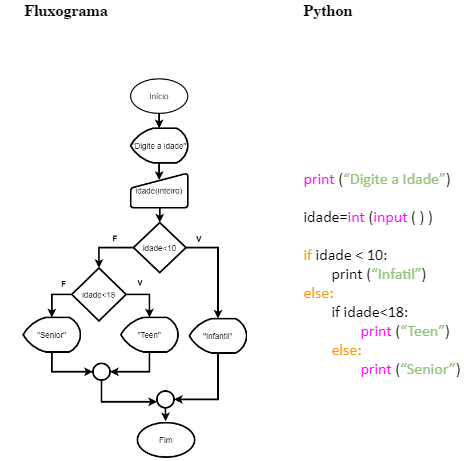 Fluxograma
Python
Início
"Digite a idade"
idade(inteiro)
idade<10
F
V
idade<18
F
V
"Senior"
"Teen"
"infantil"
Fim
print (“Digite a Idade”)
idade=int (input ( ) )
if idade < 10:
print (“Infatil”)
else:
if idade<18:
print (“Teen”)
else:
print (“Senior”)